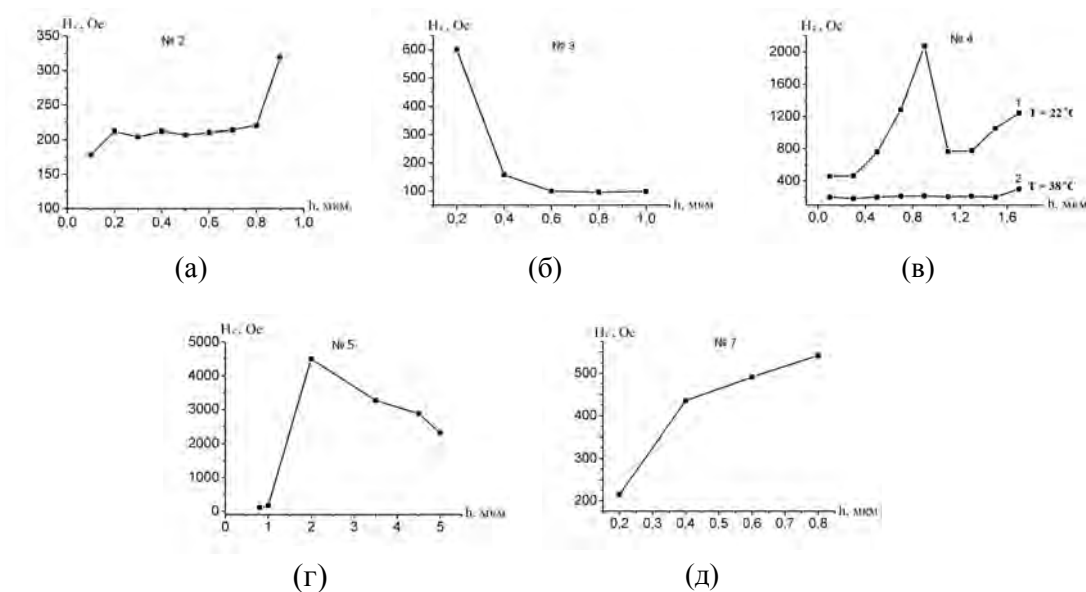 Hc, Oe
№ 2
350
300
250
200
150
100
0,0 0,2 0,4 0,6 0,8 1,0
h, мкм
(а)
Hc, Oe
№ 3
600
500
400
300
200
100
0,2 0,4 0,6 0,8 1,0
h, мкм
(б)
Hc, Oe
№ 4
2000
1600
1200
800
400
1
T = 22°C
2
T = 38°C
0,0 0,4 0,8 1,2 1,6
h, мкм
(в)
Hc, Oe
№ 5
5000
4000
3000
2000
1000
0
0 1 2 3 4 5
h, мкм
(г)
Hc, Oe
№ 7
500
400
300
200
0,2 0,3 0,4 0,5 0,6 0,7 0,8
h, мкм
(д)